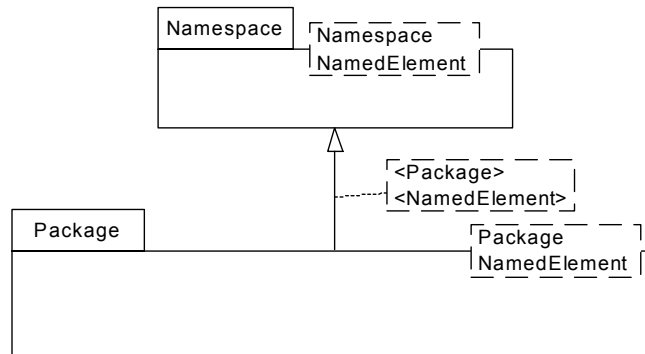 Namespace
Namespace
NamedElement
<Package>
<NamedElement>
Package
Package
NamedElement